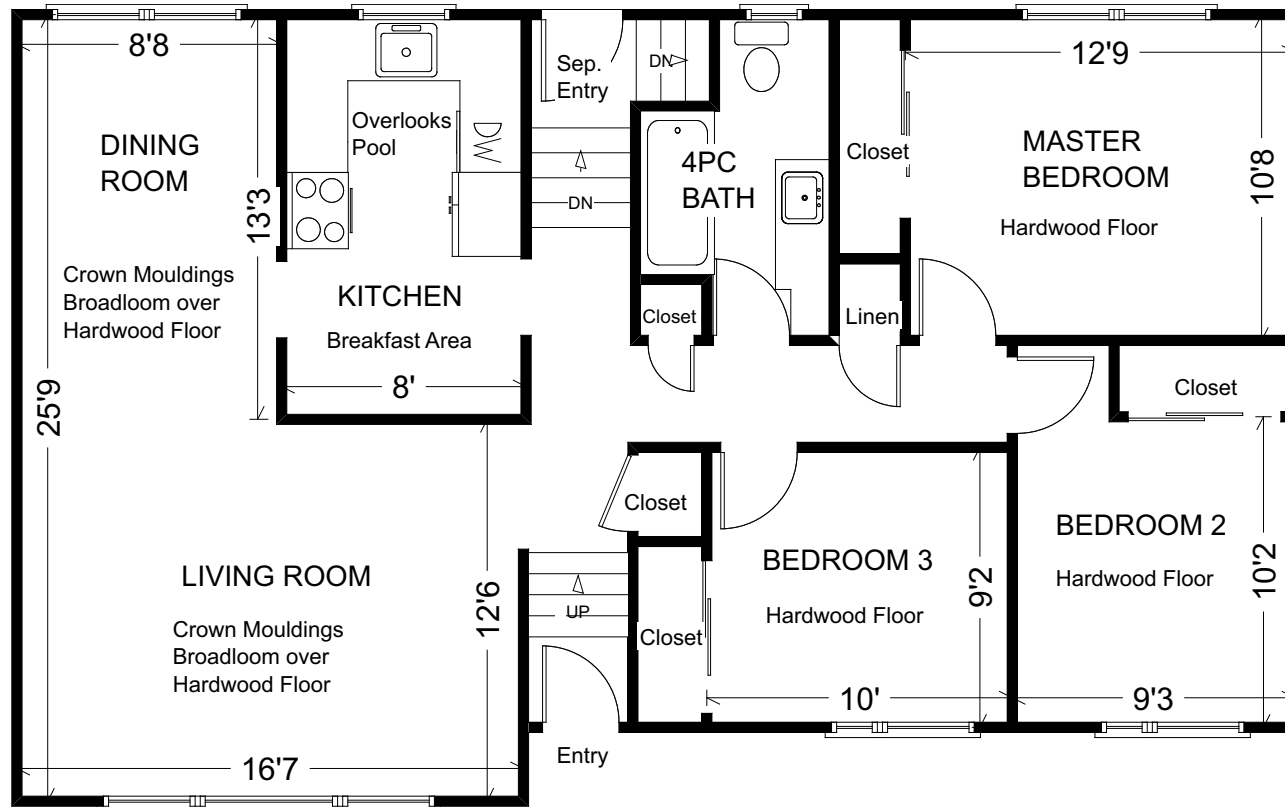 8'8
DINING
ROOM
13'3
Crown Mouldings
Broadloom over
Hardwood Floor
25'9
Overlooks
Pool
DW
KITCHEN
Breakfast Area
8'
Sep.
Entry
DN
DN
4PC
BATH
Closet
Closet
Linen
12'9
MASTER
BEDROOM
10'8
Hardwood Floor
Closet
BEDROOM 2
Hardwood Floor
10'2
9'3
Closet
BEDROOM 3
Hardwood Floor
9'2
10'
Closet
UP
Entry
LIVING ROOM
12'6
Crown Mouldings
Broadloom over
Hardwood Floor
16'7